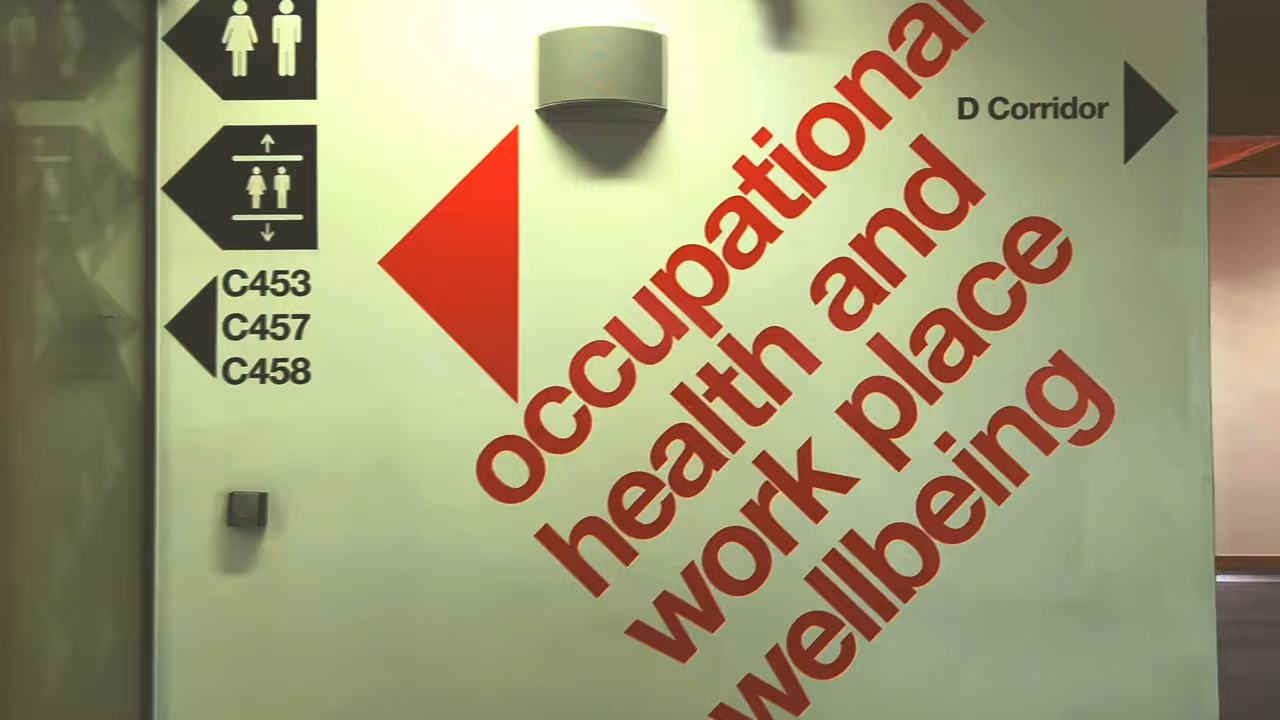 C453
C457
C458
occupational
health and
work place
wellbeing
D Corridor